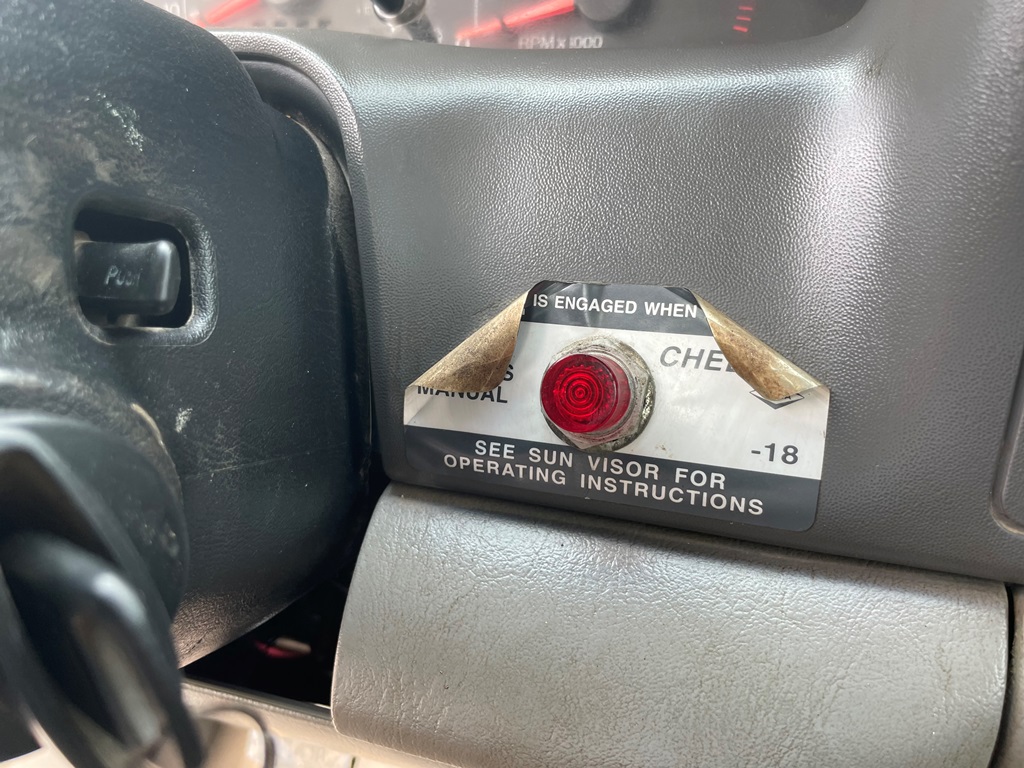 RPM x 1000
PUSH
IS ENGAGED WHEN
MANUAL
-18
SEE SUN VISOR FOR
OPERATING INSTRUCTIONS